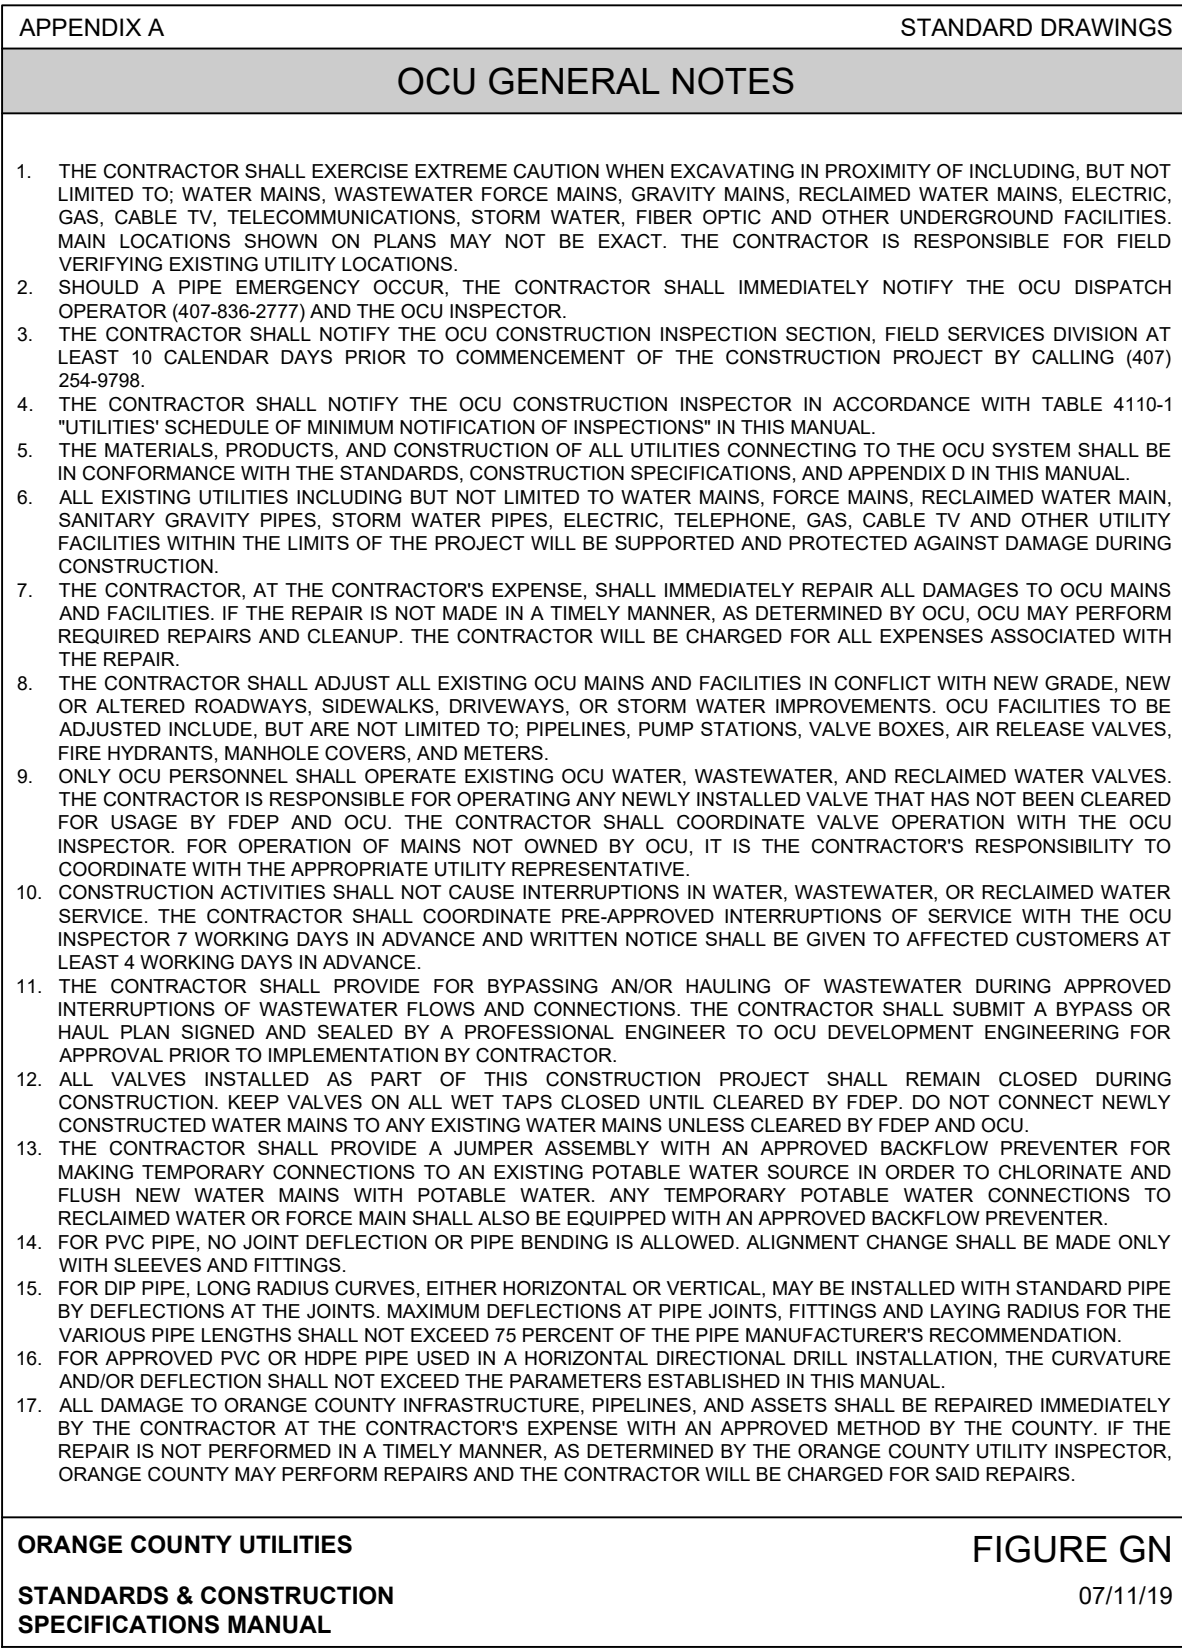 APPENDIX A STANDARD DRAWINGS
OCU GENERAL NOTES
1. THE CONTRACTOR SHALL EXERCISE EXTREME CAUTION WHEN EXCAVATING IN PROXIMITY OF INCLUDING, BUT NOT
LIMITED TO; WATER MAINS, WASTEWATER FORCE MAINS, GRAVITY MAINS, RECLAIMED WATER MAINS, ELECTRIC,
GAS, CABLE TV, TELECOMMUNICATIONS, STORM WATER, FIBER OPTIC AND OTHER UNDERGROUND FACILITIES.
MAIN LOCATIONS SHOWN ON PLANS MAY NOT BE EXACT. THE CONTRACTOR IS RESPONSIBLE FOR FIELD
VERIFYING EXISTING UTILITY LOCATIONS.
2. SHOULD A PIPE EMERGENCY OCCUR, THE CONTRACTOR SHALL IMMEDIATELY NOTIFY THE OCU DISPATCH
OPERATOR (407-836-2777) AND THE OCU INSPECTOR.
3. THE CONTRACTOR SHALL NOTIFY THE OCU CONSTRUCTION INSPECTION SECTION, FIELD SERVICES DIVISION AT
LEAST 10 CALENDAR DAYS PRIOR TO COMMENCEMENT OF THE CONSTRUCTION PROJECT BY CALLING (407)
254-9798.
4. THE CONTRACTOR SHALL NOTIFY THE OCU CONSTRUCTION INSPECTOR IN ACCORDANCE WITH TABLE 4110-1
"UTILITIES' SCHEDULE OF MINIMUM NOTIFICATION OF INSPECTIONS" IN THIS MANUAL.
5. THE MATERIALS, PRODUCTS, AND CONSTRUCTION OF ALL UTILITIES CONNECTING TO THE OCU SYSTEM SHALL BE
IN CONFORMANCE WITH THE STANDARDS, CONSTRUCTION SPECIFICATIONS, AND APPENDIX D IN THIS MANUAL.
6. ALL EXISTING UTILITIES INCLUDING BUT NOT LIMITED TO WATER MAINS, FORCE MAINS, RECLAIMED WATER MAIN,
SANITARY GRAVITY PIPES, STORM WATER PIPES, ELECTRIC, TELEPHONE, GAS, CABLE TV AND OTHER UTILITY
FACILITIES WITHIN THE LIMITS OF THE PROJECT WILL BE SUPPORTED AND PROTECTED AGAINST DAMAGE DURING
CONSTRUCTION.
7. THE CONTRACTOR, AT THE CONTRACTOR'S EXPENSE, SHALL IMMEDIATELY REPAIR ALL DAMAGES TO OCU MAINS
AND FACILITIES. IF THE REPAIR IS NOT MADE IN A TIMELY MANNER, AS DETERMINED BY OCU, OCU MAY PERFORM
REQUIRED REPAIRS AND CLEANUP. THE CONTRACTOR WILL BE CHARGED FOR ALL EXPENSES ASSOCIATED WITH
THE REPAIR.
8. THE CONTRACTOR SHALL ADJUST ALL EXISTING OCU MAINS AND FACILITIES IN CONFLICT WITH NEW GRADE, NEW
OR ALTERED ROADWAYS, SIDEWALKS, DRIVEWAYS, OR STORM WATER IMPROVEMENTS. OCU FACILITIES TO BE
ADJUSTED INCLUDE, BUT ARE NOT LIMITED TO; PIPELINES, PUMP STATIONS, VALVE BOXES, AIR RELEASE VALVES,
FIRE HYDRANTS, MANHOLE COVERS, AND METERS.
9. ONLY OCU PERSONNEL SHALL OPERATE EXISTING OCU WATER, WASTEWATER, AND RECLAIMED WATER VALVES.
THE CONTRACTOR IS RESPONSIBLE FOR OPERATING ANY NEWLY INSTALLED VALVE THAT HAS NOT BEEN CLEARED
FOR USAGE BY FDEP AND OCU. THE CONTRACTOR SHALL COORDINATE VALVE OPERATION WITH THE OCU
INSPECTOR. FOR OPERATION OF MAINS NOT OWNED BY OCU, IT IS THE CONTRACTOR'S RESPONSIBILITY TO
COORDINATE WITH THE APPROPRIATE UTILITY REPRESENTATIVE.
10. CONSTRUCTION ACTIVITIES SHALL NOT CAUSE INTERRUPTIONS IN WATER, WASTEWATER, OR RECLAIMED WATER
SERVICE. THE CONTRACTOR SHALL COORDINATE PRE-APPROVED INTERRUPTIONS OF SERVICE WITH THE OCU
INSPECTOR 7 WORKING DAYS IN ADVANCE AND WRITTEN NOTICE SHALL BE GIVEN TO AFFECTED CUSTOMERS AT
LEAST 4 WORKING DAYS IN ADVANCE.
11. THE CONTRACTOR SHALL PROVIDE FOR BYPASSING AN/OR HAULING OF WASTEWATER DURING APPROVED
INTERRUPTIONS OF WASTEWATER FLOWS AND CONNECTIONS. THE CONTRACTOR SHALL SUBMIT A BYPASS OR
HAUL PLAN SIGNED AND SEALED BY A PROFESSIONAL ENGINEER TO OCU DEVELOPMENT ENGINEERING FOR
APPROVAL PRIOR TO IMPLEMENTATION BY CONTRACTOR.
12. ALL VALVES INSTALLED AS PART OF THIS CONSTRUCTION PROJECT SHALL REMAIN CLOSED DURING
CONSTRUCTION. KEEP VALVES ON ALL WET TAPS CLOSED UNTIL CLEARED BY FDEP. DO NOT CONNECT NEWLY
CONSTRUCTED WATER MAINS TO ANY EXISTING WATER MAINS UNLESS CLEARED BY FDEP AND OCU.
13. THE CONTRACTOR SHALL PROVIDE A JUMPER ASSEMBLY WITH AN APPROVED BACKFLOW PREVENTER FOR
MAKING TEMPORARY CONNECTIONS TO AN EXISTING POTABLE WATER SOURCE IN ORDER TO CHLORINATE AND
FLUSH NEW WATER MAINS WITH POTABLE WATER. ANY TEMPORARY POTABLE WATER CONNECTIONS TO
RECLAIMED WATER OR FORCE MAIN SHALL ALSO BE EQUIPPED WITH AN APPROVED BACKFLOW PREVENTER.
14. FOR PVC PIPE, NO JOINT DEFLECTION OR PIPE BENDING IS ALLOWED. ALIGNMENT CHANGE SHALL BE MADE ONLY
WITH SLEEVES AND FITTINGS.
15. FOR DIP PIPE, LONG RADIUS CURVES, EITHER HORIZONTAL OR VERTICAL, MAY BE INSTALLED WITH STANDARD PIPE
BY DEFLECTIONS AT THE JOINTS. MAXIMUM DEFLECTIONS AT PIPE JOINTS, FITTINGS AND LAYING RADIUS FOR THE
VARIOUS PIPE LENGTHS SHALL NOT EXCEED 75 PERCENT OF THE PIPE MANUFACTURER'S RECOMMENDATION.
16. FOR APPROVED PVC OR HDPE PIPE USED IN A HORIZONTAL DIRECTIONAL DRILL INSTALLATION, THE CURVATURE
AND/OR DEFLECTION SHALL NOT EXCEED THE PARAMETERS ESTABLISHED IN THIS MANUAL.
17. ALL DAMAGE TO ORANGE COUNTY INFRASTRUCTURE, PIPELINES, AND ASSETS SHALL BE REPAIRED IMMEDIATELY
BY THE CONTRACTOR AT THE CONTRACTOR'S EXPENSE WITH AN APPROVED METHOD BY THE COUNTY. IF THE
REPAIR IS NOT PERFORMED IN A TIMELY MANNER, AS DETERMINED BY THE ORANGE COUNTY UTILITY INSPECTOR,
ORANGE COUNTY MAY PERFORM REPAIRS AND THE CONTRACTOR WILL BE CHARGED FOR SAID REPAIRS.
ORANGE COUNTY UTILITIES FIGURE GN
STANDARDS & CONSTRUCTION 07/11/19
SPECIFICATIONS MANUAL